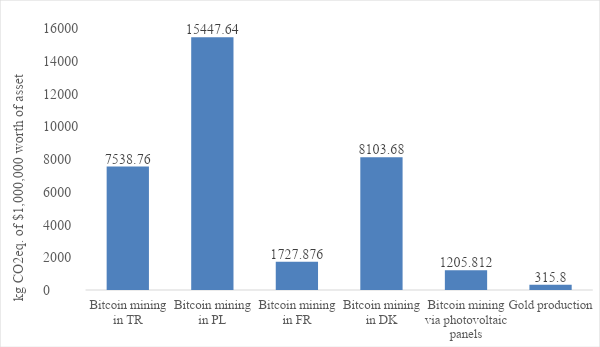 kg CO2eq. of $1,000,000 worth of asset
16000
14000
12000
10000
8000
6000
4000
2000
0
7538.76
15447.64
1727.876
8103.68
1205.812
315.8
Bitcoin mining
in TR
Bitcoin mining
in PL
Bitcoin mining
in FR
Bitcoin mining
in DK
Bitcoin mining
via photovoltaic
panels
Gold production